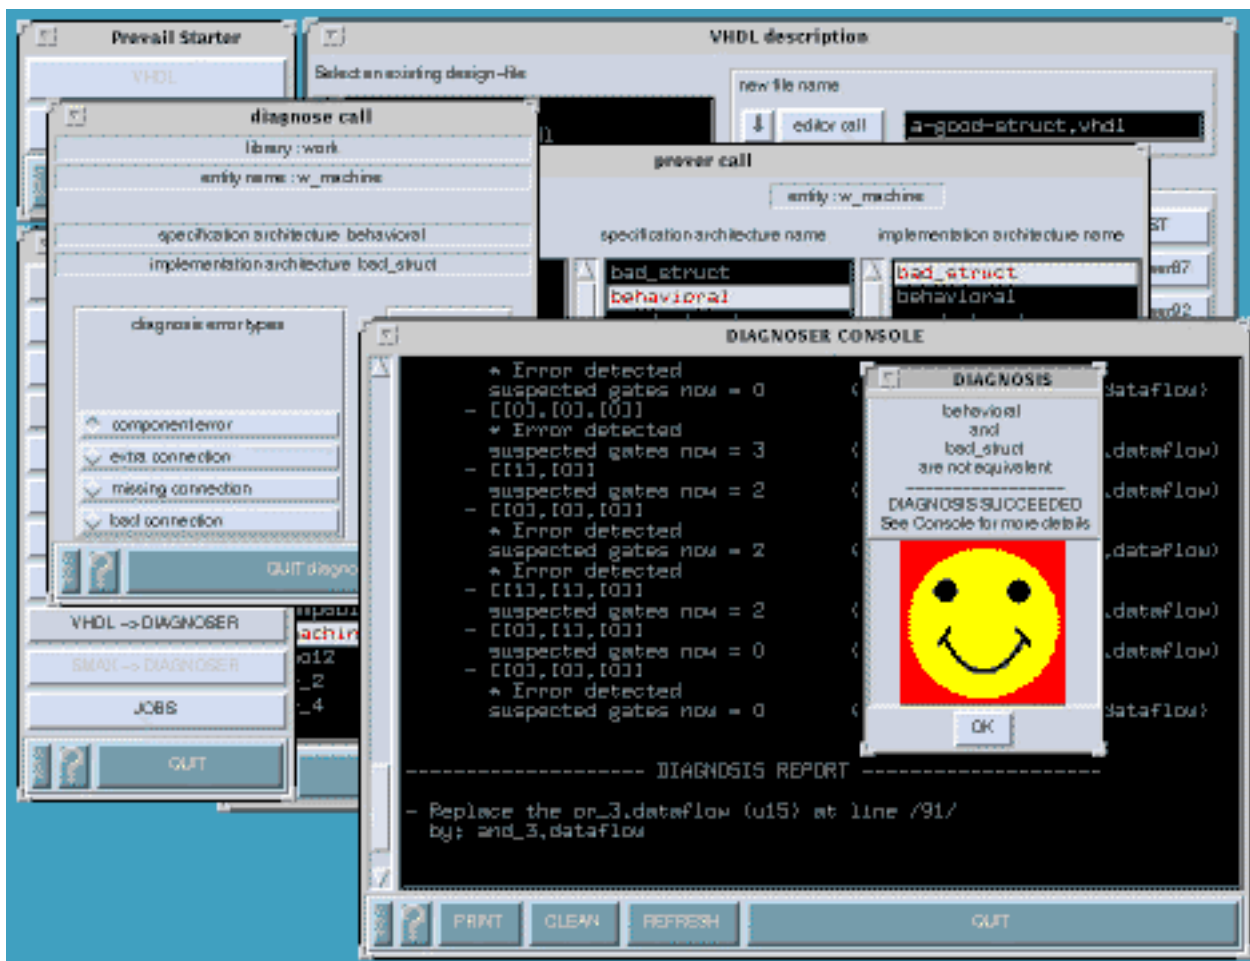 Prevail Starter
VHDL
VHDL description
Select an existing design-file
new file name
editor call
a-good-struct.vhdl
diagnose call
library : work
entity name : w_machine
specification architecture behavioral
implementation architecture bad_struct
diagnosis error types
component error
extra connection
missing connection
bad connection
prover call
entity : w_machine
specification architecture name
implementation architecture name
bad_struct
behavioral
bad_struct
behavioral
VHDL -> DIAGNOSER
SMAX -> DIAGNOSER
JOBS
QUIT
DIAGNOSER CONSOLE
* Error detected
suspected gates now = 0
dataflow)
- [[0],[0],[0]]
* Error detected
suspected gates now = 3
.dataflow)
- [[1],[0]]
suspected gates now = 2
.dataflow)
- [[0],[0],[0]]
* Error detected
suspected gates now = 2
.dataflow)
* Error detected
- [[1],[1],[0]]
suspected gates now = 2
.dataflow)
- [[0],[1],[0]]
suspected gates now = 0
.dataflow)
- [[0],[0],[0]]
* Error detected
suspected gates now = 0
dataflow)
-------------------- DIAGNOSIS REPORT --------------------
- Replace the or_3.dataflow (u15) at line /91/
by: and_3.dataflow
PRINT
CLEAN
REFRESH
QUIT
DIAGNOSIS
behavioral
and
bad_struct
are not equivalent
DIAGNOSIS SUCCEEDED
See Console for more details
OK